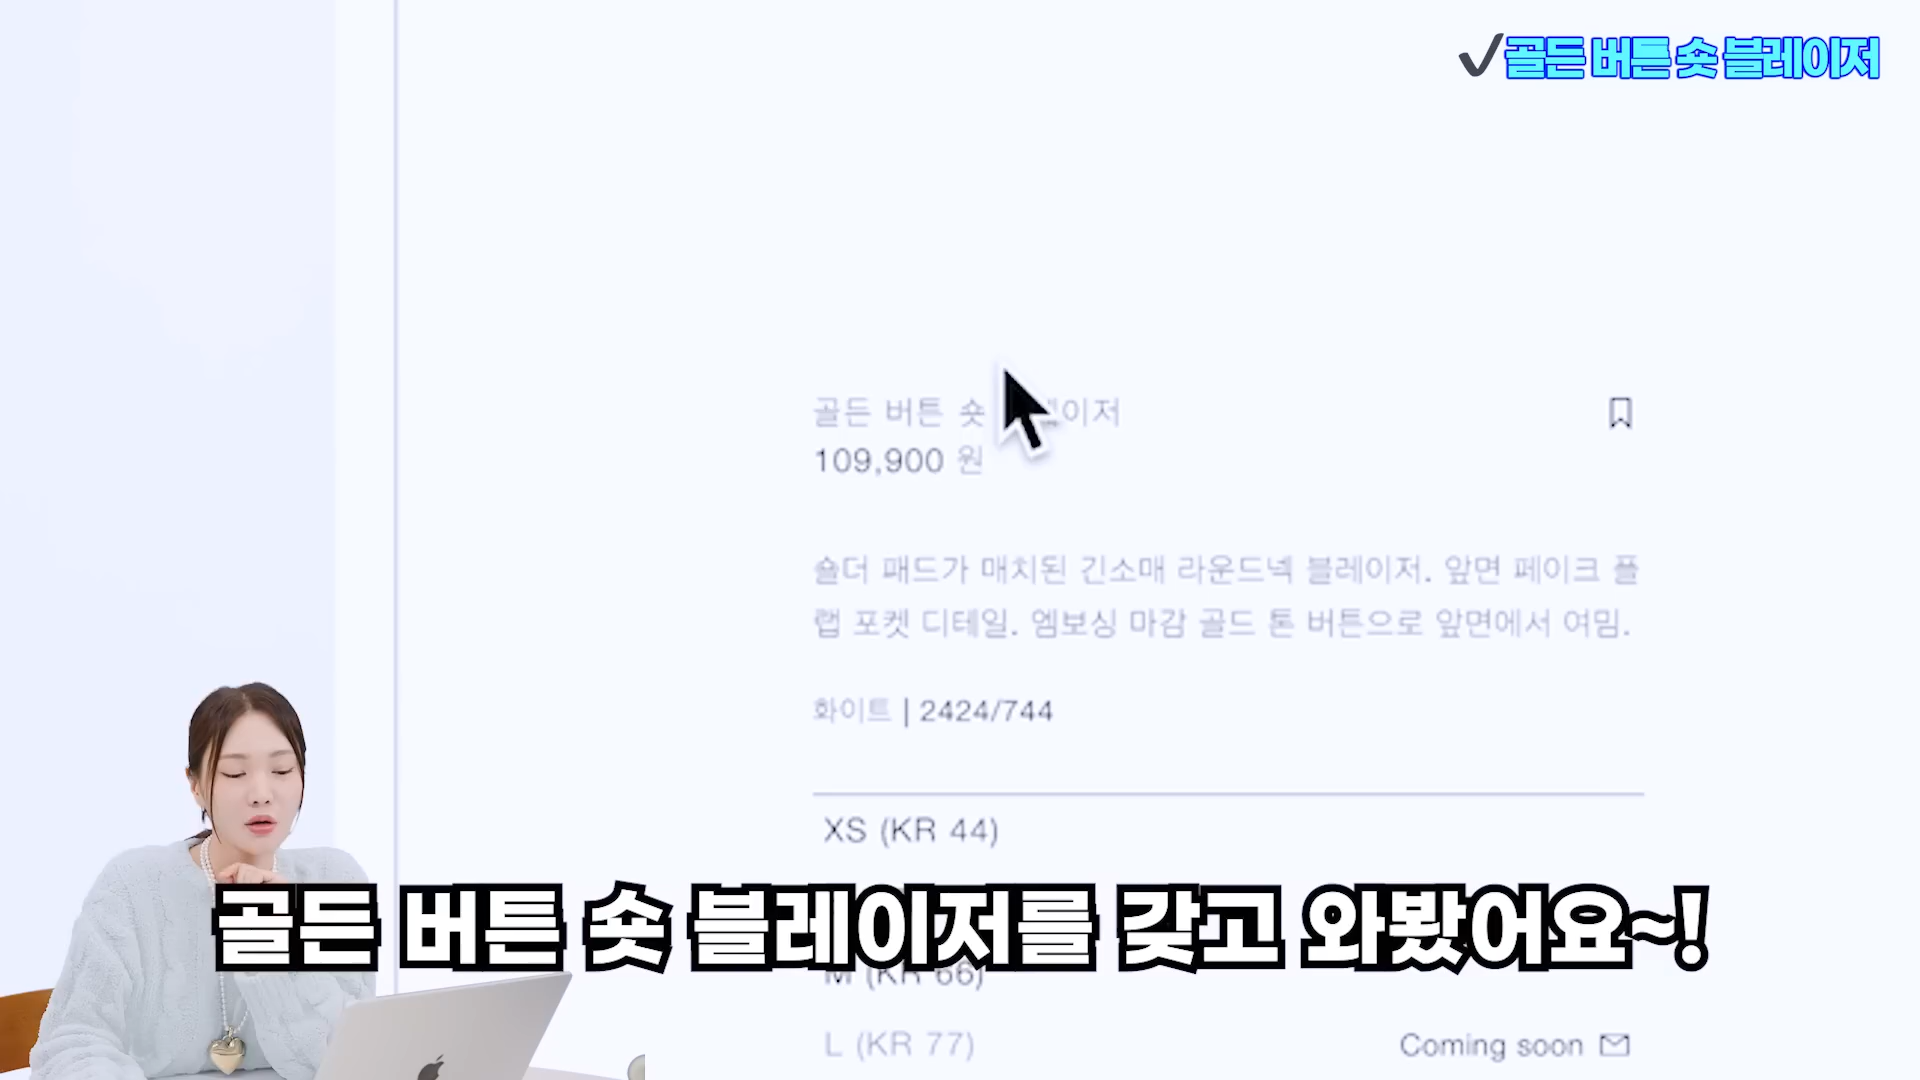 ✓골든 버튼 숏 블레이저
골든 버튼 숏 이저
109,900 원
숄더 패드가 매치된 긴소매 라운드넥 블레이저. 앞면 페이크 플
랩 포켓 디테일. 엠보싱 마감 골드 톤 버튼으로 앞면에서 여밈.
화이트 | 2424/744
XS (KR 44)
골든 버튼 숏 블레이저를 갖고 와봤어요~!
M (KR 66)
L (KR 77)
Coming soon